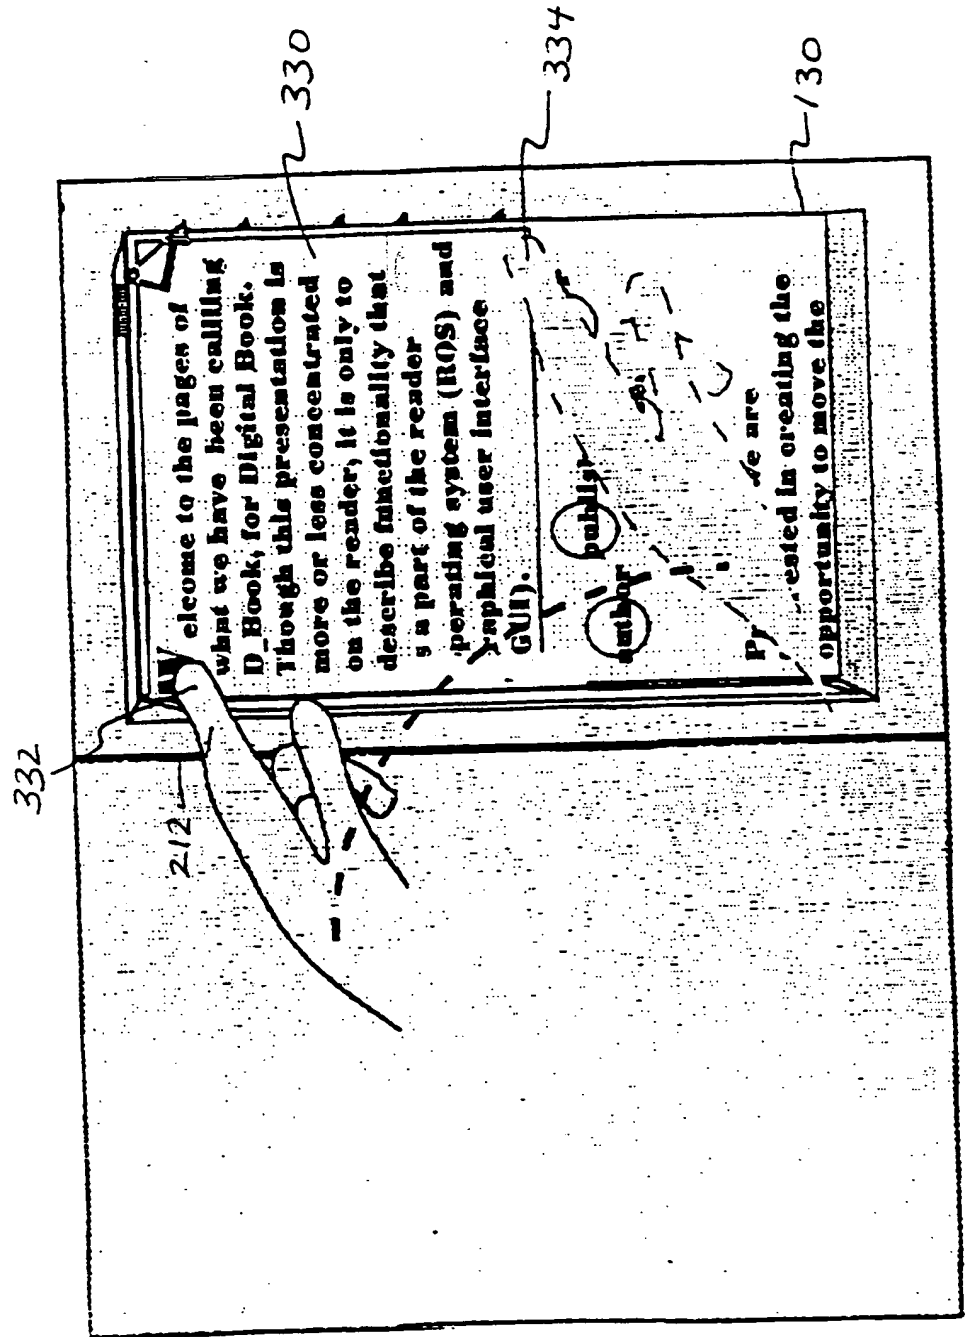 330
334
130
332
212
W
elcome to the pages of
what we have been callling
D_Book, for Digital Book.
Though this presentation is
more or less concentrated
on the reader, it is only to
describe functionality that
s a part of the reader
perating system (ROS) and
raphical user interface
GUI).
author publis
Pr e are
ested in creating the
opportunity to move the